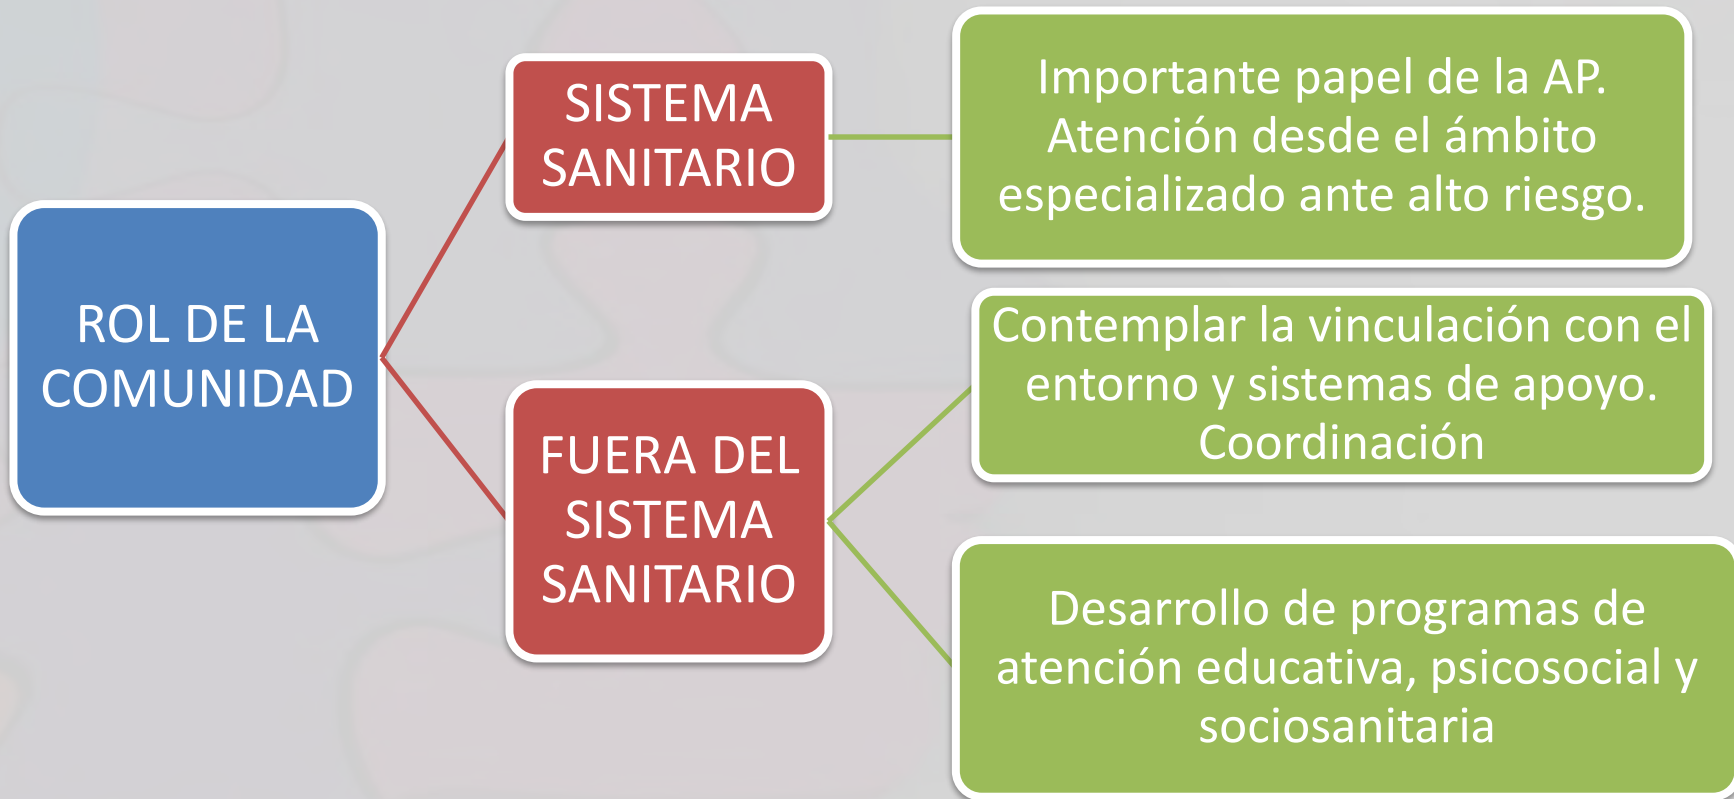 ROL DE LA
COMUNIDAD
SISTEMA
SANITARIO
Importante papel de la AP.
Atención desde el ámbito
especializado ante alto riesgo.
FUERA DEL
SISTEMA
SANITARIO
Contemplar la vinculación con el
entorno y sistemas de apoyo.
Coordinación
Desarrollo de programas de
atención educativa, psicosocial y
sociosanitaria